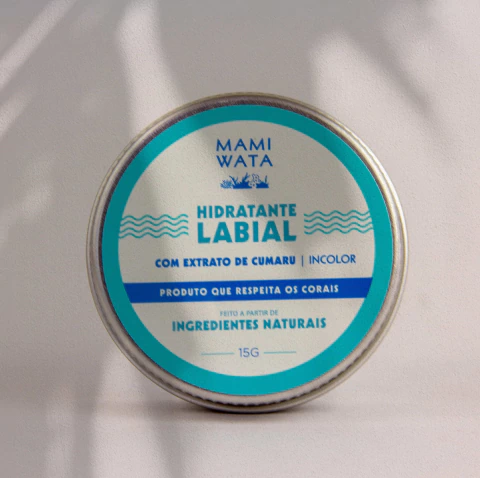 MAMI
WATA
HIDRATANTE
LABIAL
COM EXTRATO DE CUMARU | INCOLOR
PRODUTO QUE RESPEITA OS CORAIS
FEITO A PARTIR DE
INGREDIENTES NATURAIS
15G